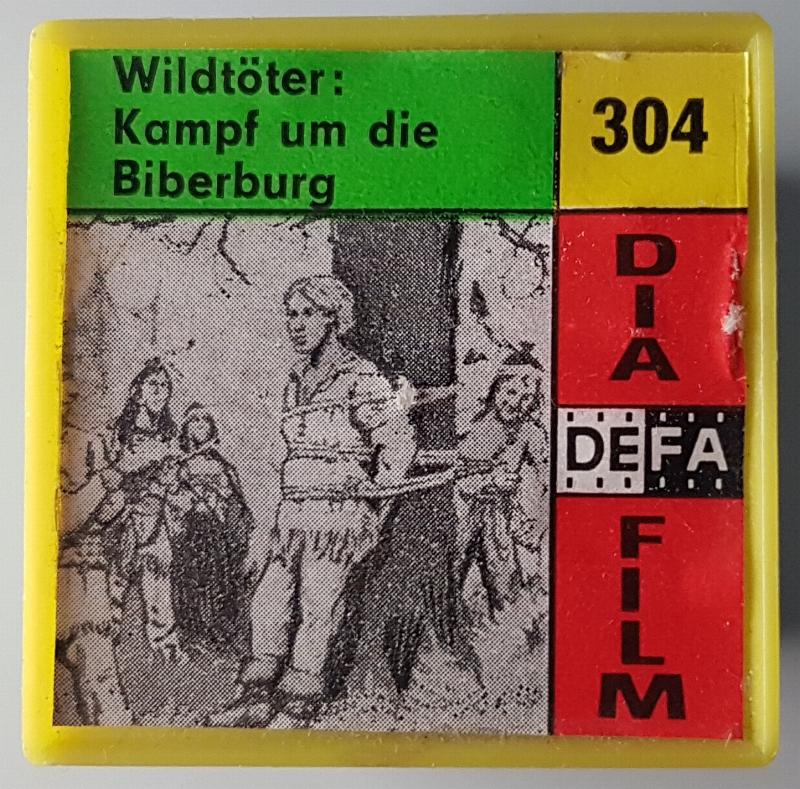 Wildtöter:
Kampf um die
Biberburg
304
DIA
DEFA
FILM